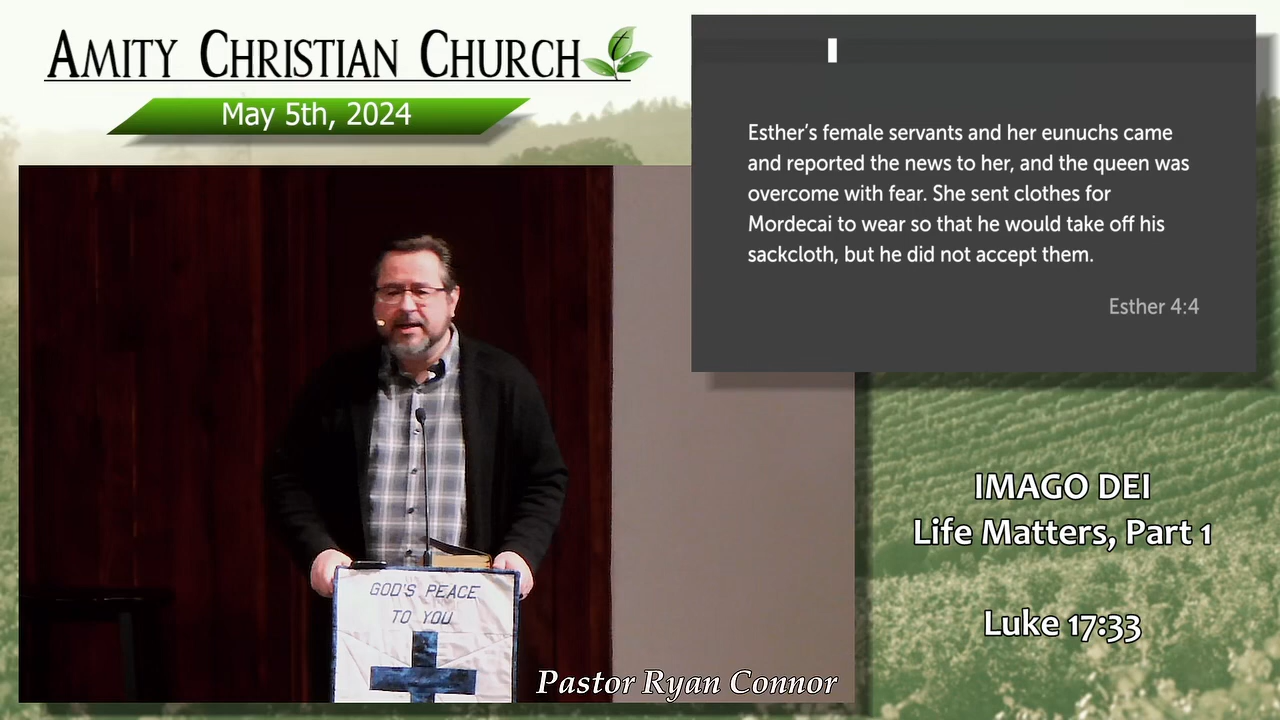 AMITY CHRISTIAN CHURCH
May 5th, 2024
Esther's female servants and her eunuchs came
and reported the news to her, and the queen was
overcome with fear. She sent clothes for
Mordecai to wear so that he would take off his
sackcloth, but he did not accept them.
Esther 4:4
IMAGO DEI
Life Matters, Part 1
Luke 17:33
GOD'S PEACE
TO YOU
Pastor Ryan Connor